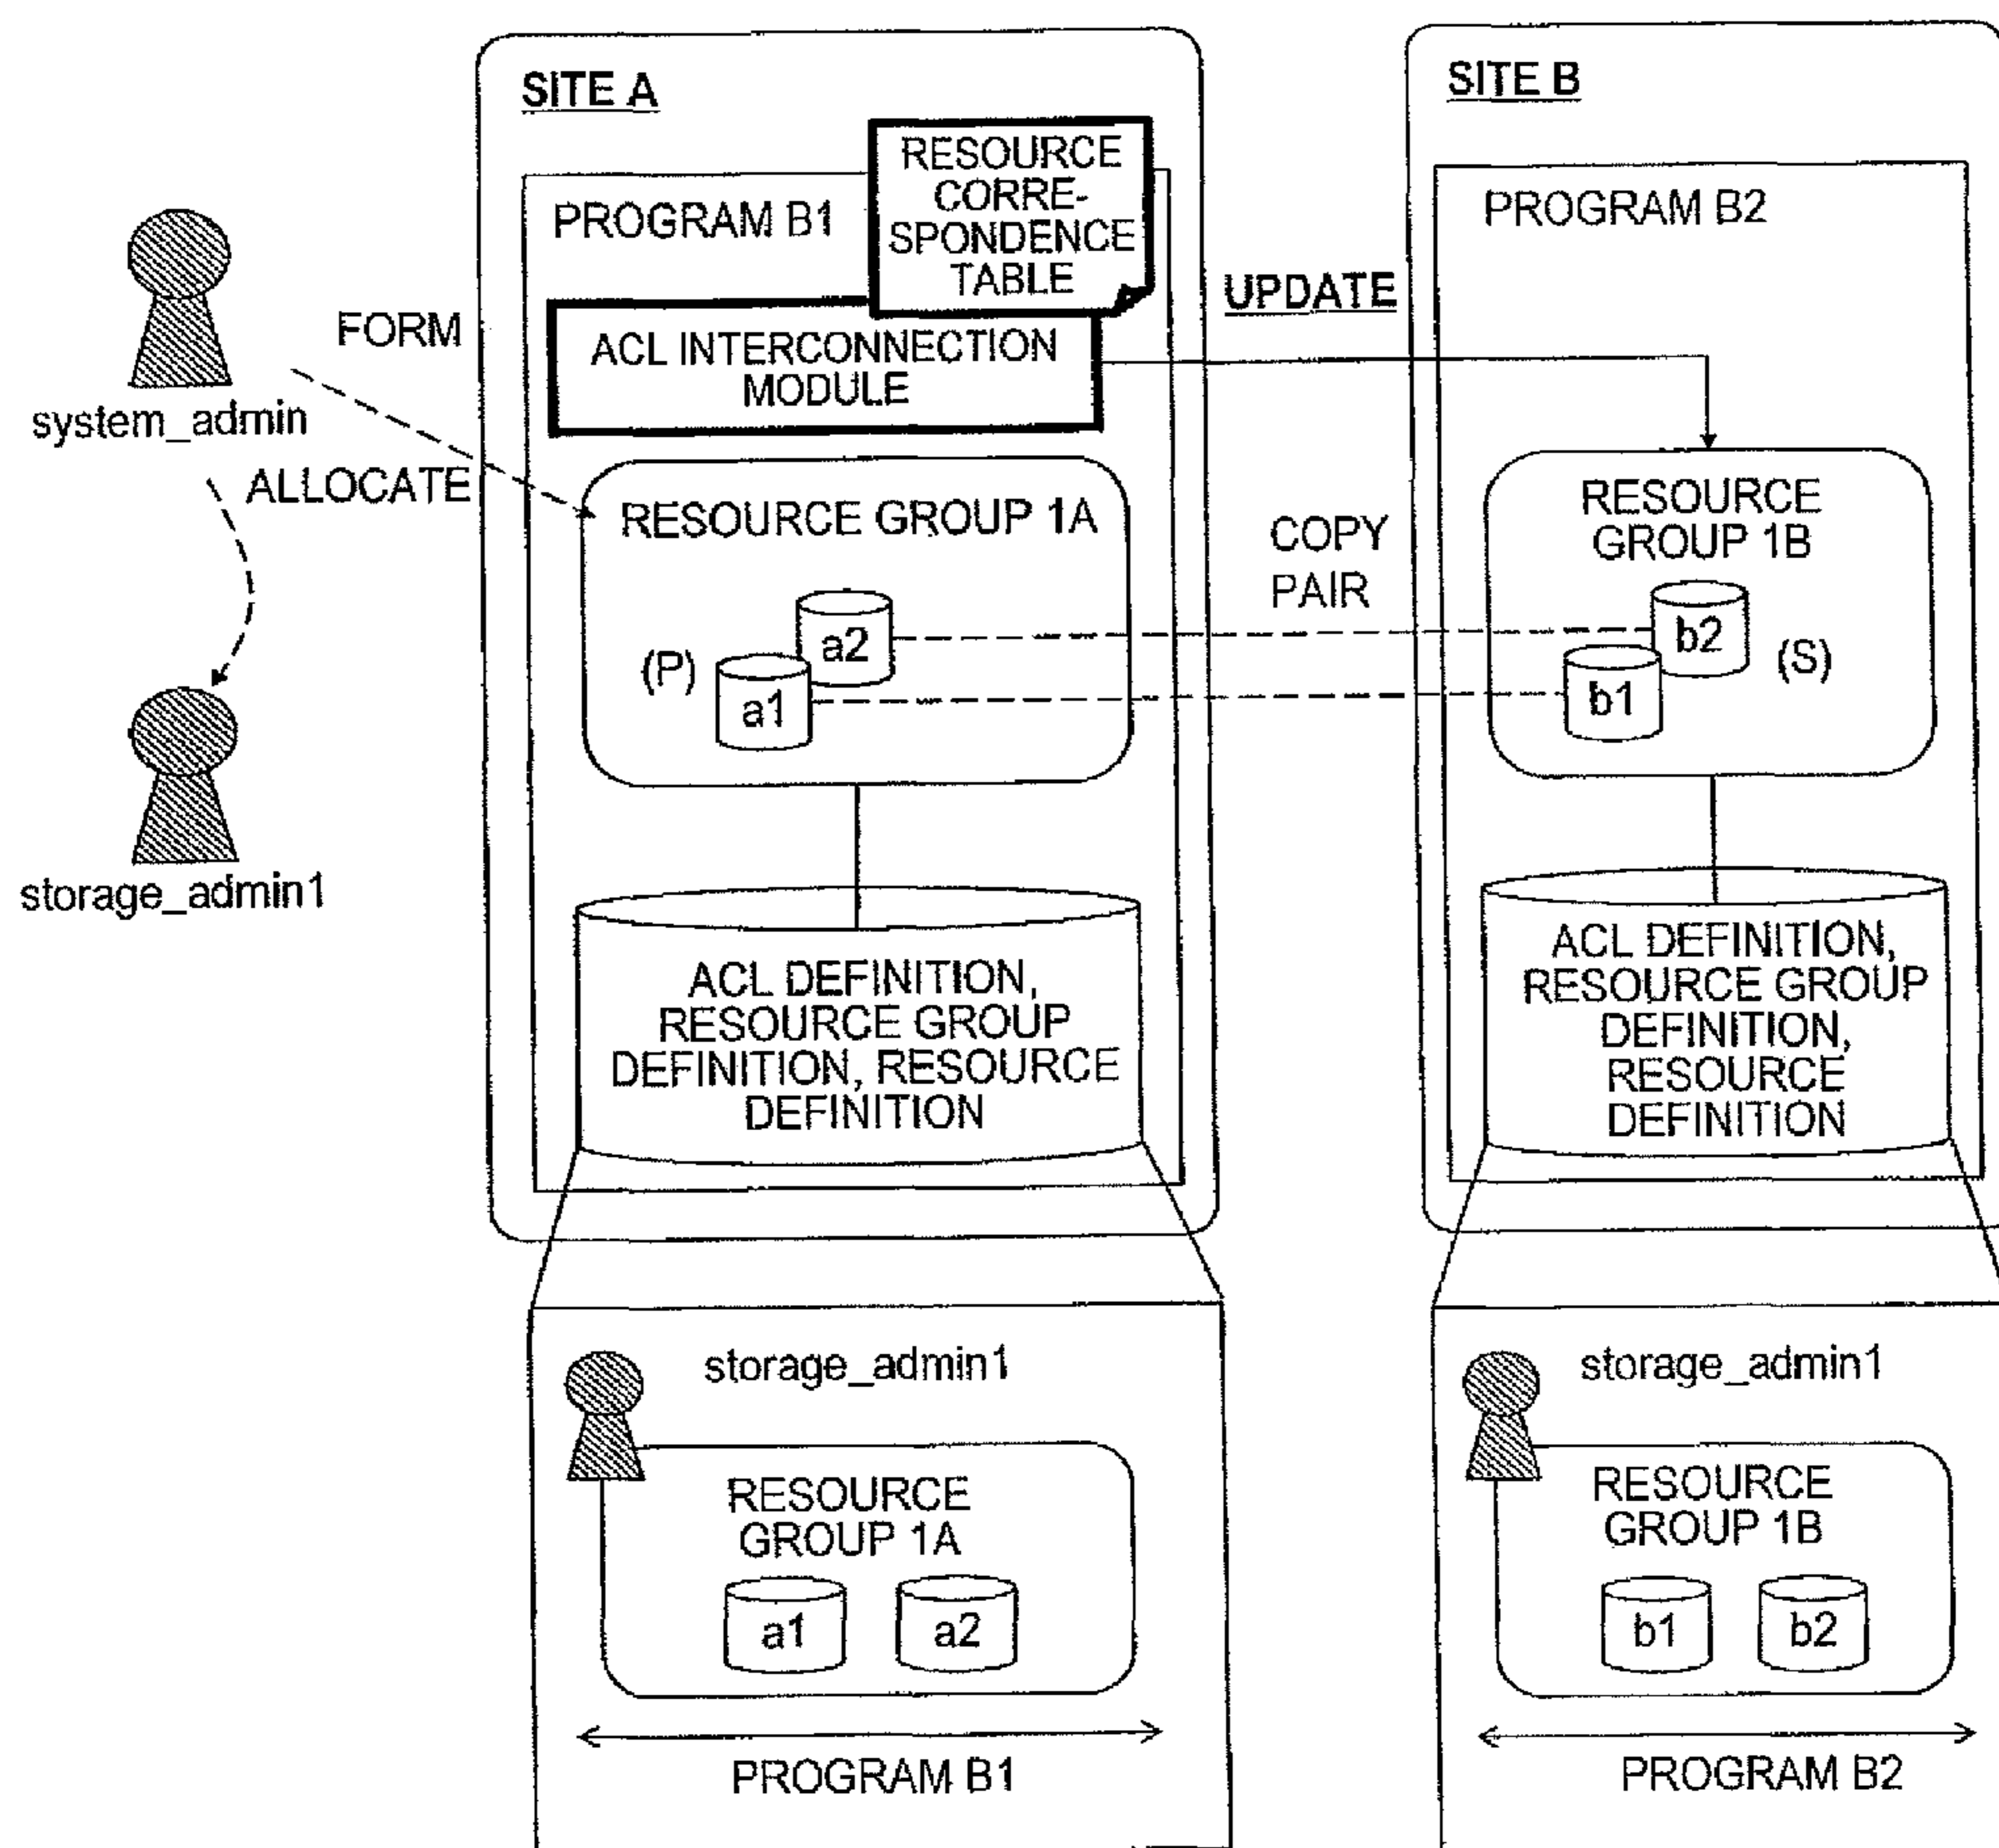 SITE A
SITE B
RESOURCE
CORRE-
SPONDENCE
TABLE
PROGRAM B1
PROGRAM B2
UPDATE
FORM
ACL INTERCONNECTION
MODULE
system_admin
ALLOCATE
RESOURCE GROUP 1A
RESOURCE
GROUP 1B
COPY
PAIR
a2
(P)
a1
b2
(S)
b1
storage_admin1
ACL DEFINITION,
RESOURCE GROUP
DEFINITION, RESOURCE
DEFINITION
ACL DEFINITION,
RESOURCE GROUP
DEFINITION,
RESOURCE
DEFINITION
storage_admin1
storage_admin1
RESOURCE
GROUP 1A
a1
a2
RESOURCE
GROUP 1B
b1
b2
PROGRAM B1
PROGRAM B2